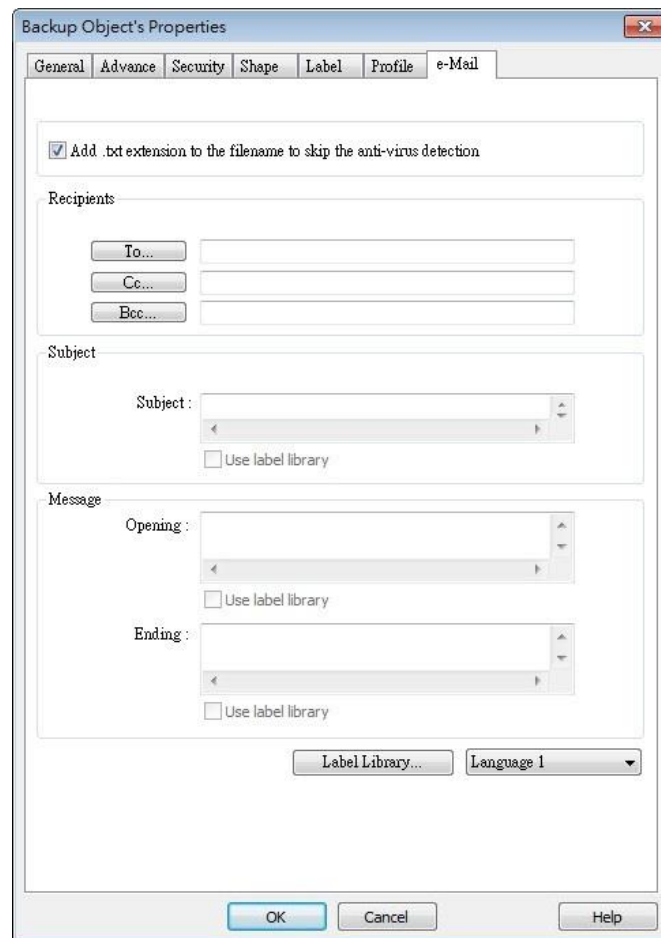 Backup Object's Properties
General Advance Security Shape Label Profile e-Mail
Add .txt extension to the filename to skip the anti-virus detection
Recipients
To...
Cc...
Bcc...
Subject
Subject :
Use label library
Message
Opening :
Use label library
Ending :
Use label library
Label Library... Language 1
OK Cancel Help